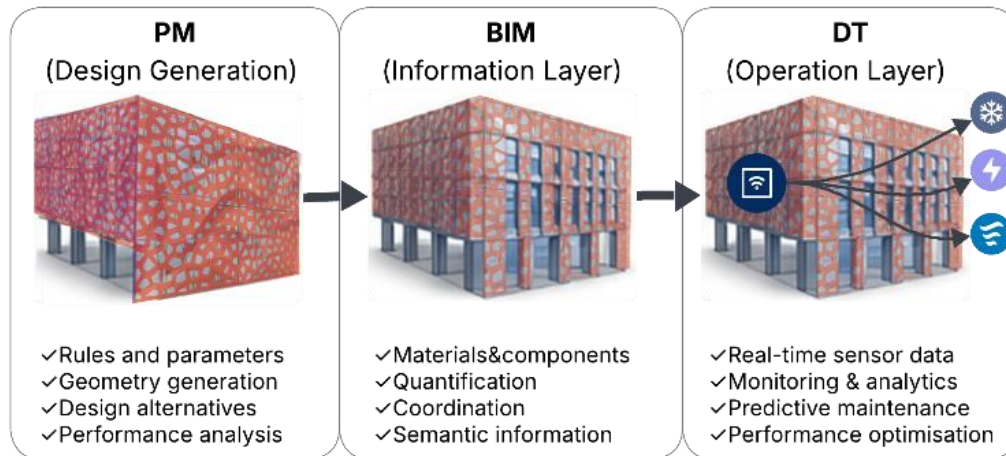 PM
(Design Generation)
✓Rules and parameters
✓Geometry generation
✓Design alternatives
✓Performance analysis
BIM
(Information Layer)
✓Materials&components
✓Quantification
✓Coordination
✓Semantic information
DT
(Operation Layer)
✓Real-time sensor data
✓Monitoring & analytics
✓Predictive maintenance
✓Performance optimisation